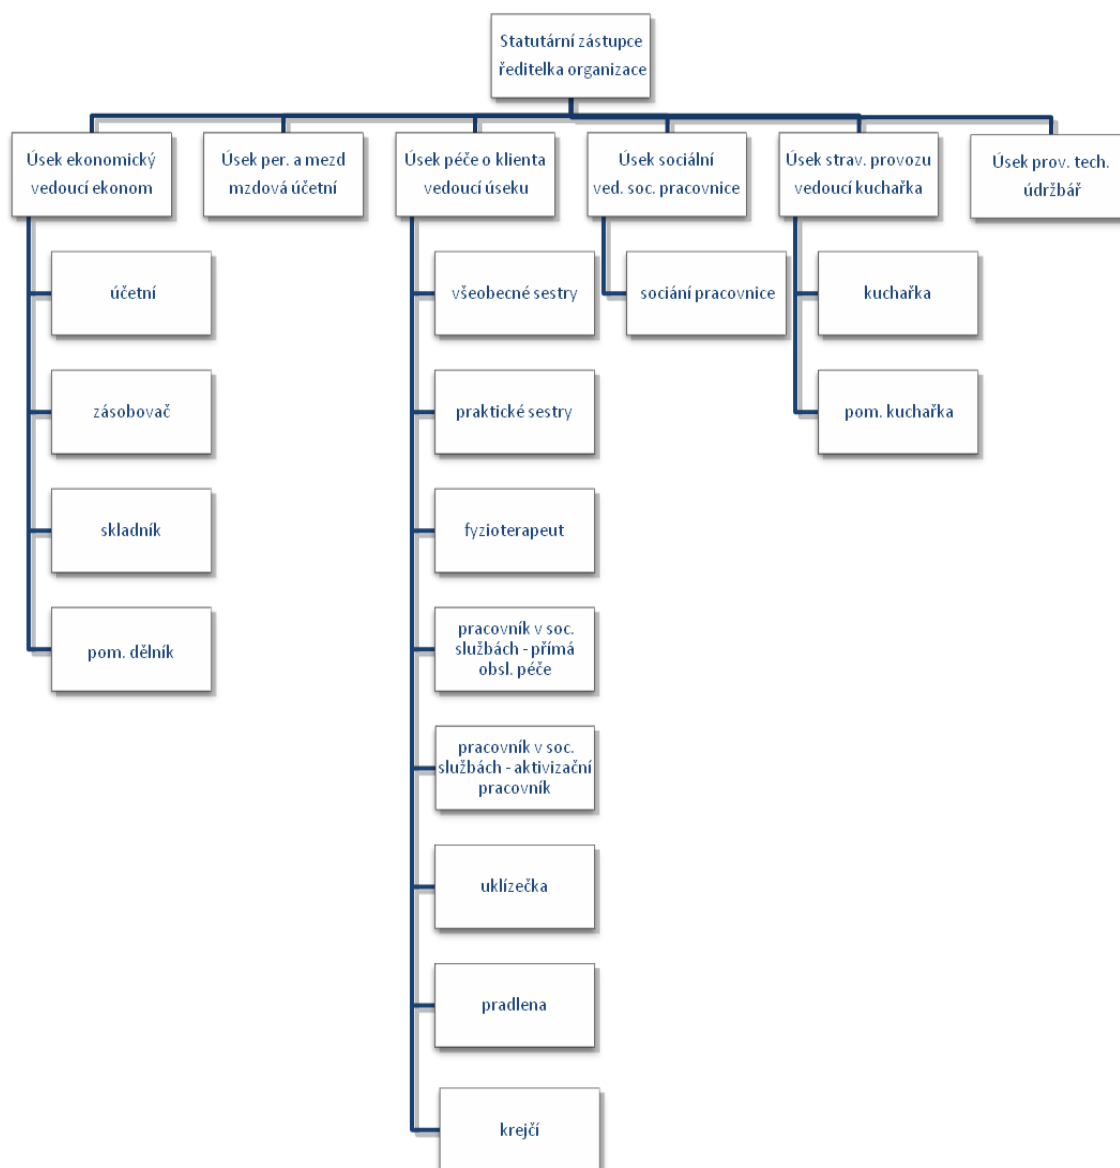 Statutární zástupce
ředitelka organizace
Úsek ekonomický
vedoucí ekonom
Úsek per. a mezd
mzdová účetní
Úsek péče o klienta
vedoucí úseku
Úsek sociální
ved. soc. pracovnice
Úsek strav. provozu
vedoucí kuchařka
Úsek prov. tech.
údržbář
účetní
zásobovač
skladník
pom. dělník
všeobecné sestry
praktické sestry
fyzioterapeut
pracovník v soc.
službách - přímá
obsl. péče
pracovník v soc.
službách - aktivizační
pracovník
uklízečka
pradlena
krejčí
sociání pracovnice
kuchařka
pom. kuchařka